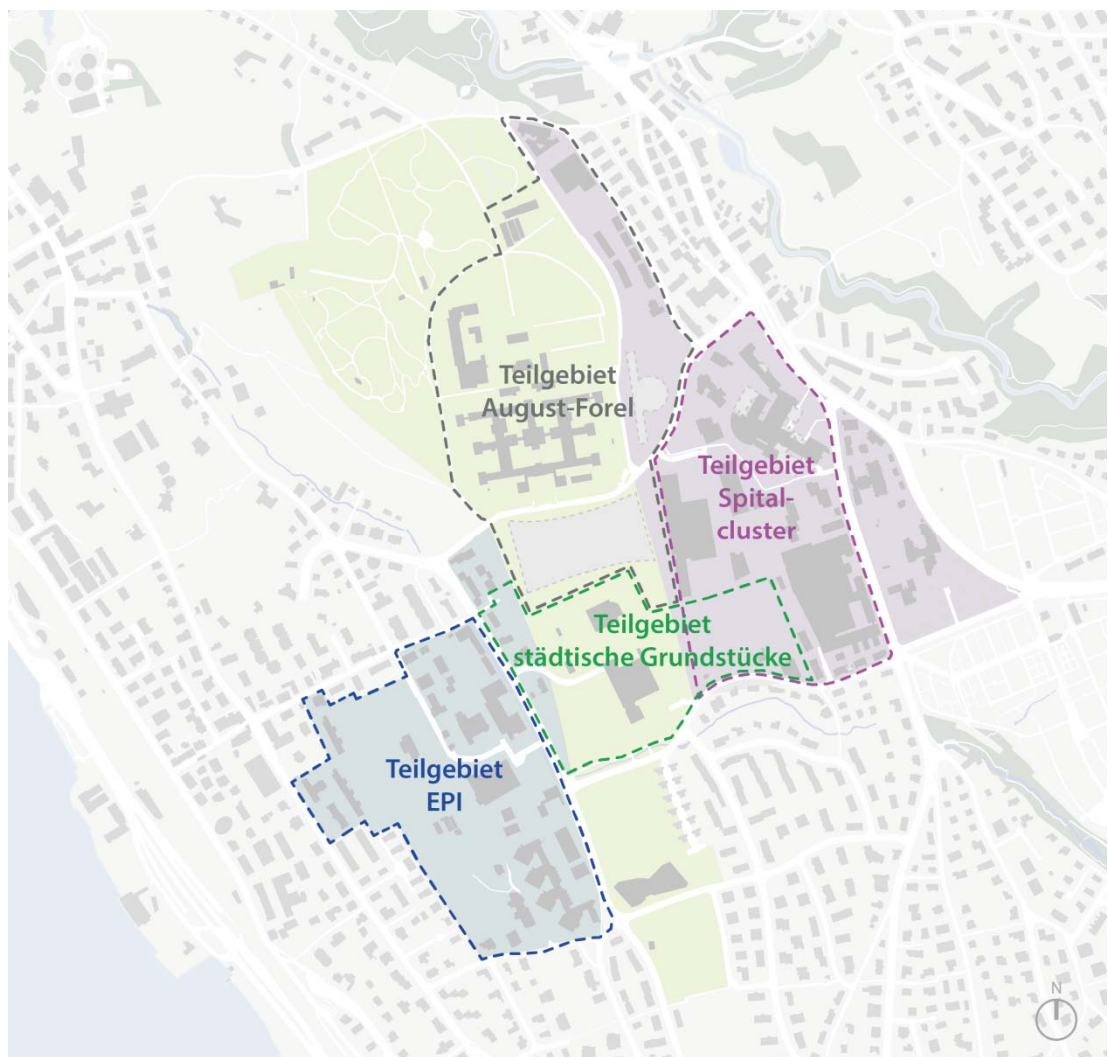 Teilgebiet
August-Forel
Teilgebiet
Spital-
cluster
Teilgebiet
städtische Grundstücke
Teilgebiet
EPI
N